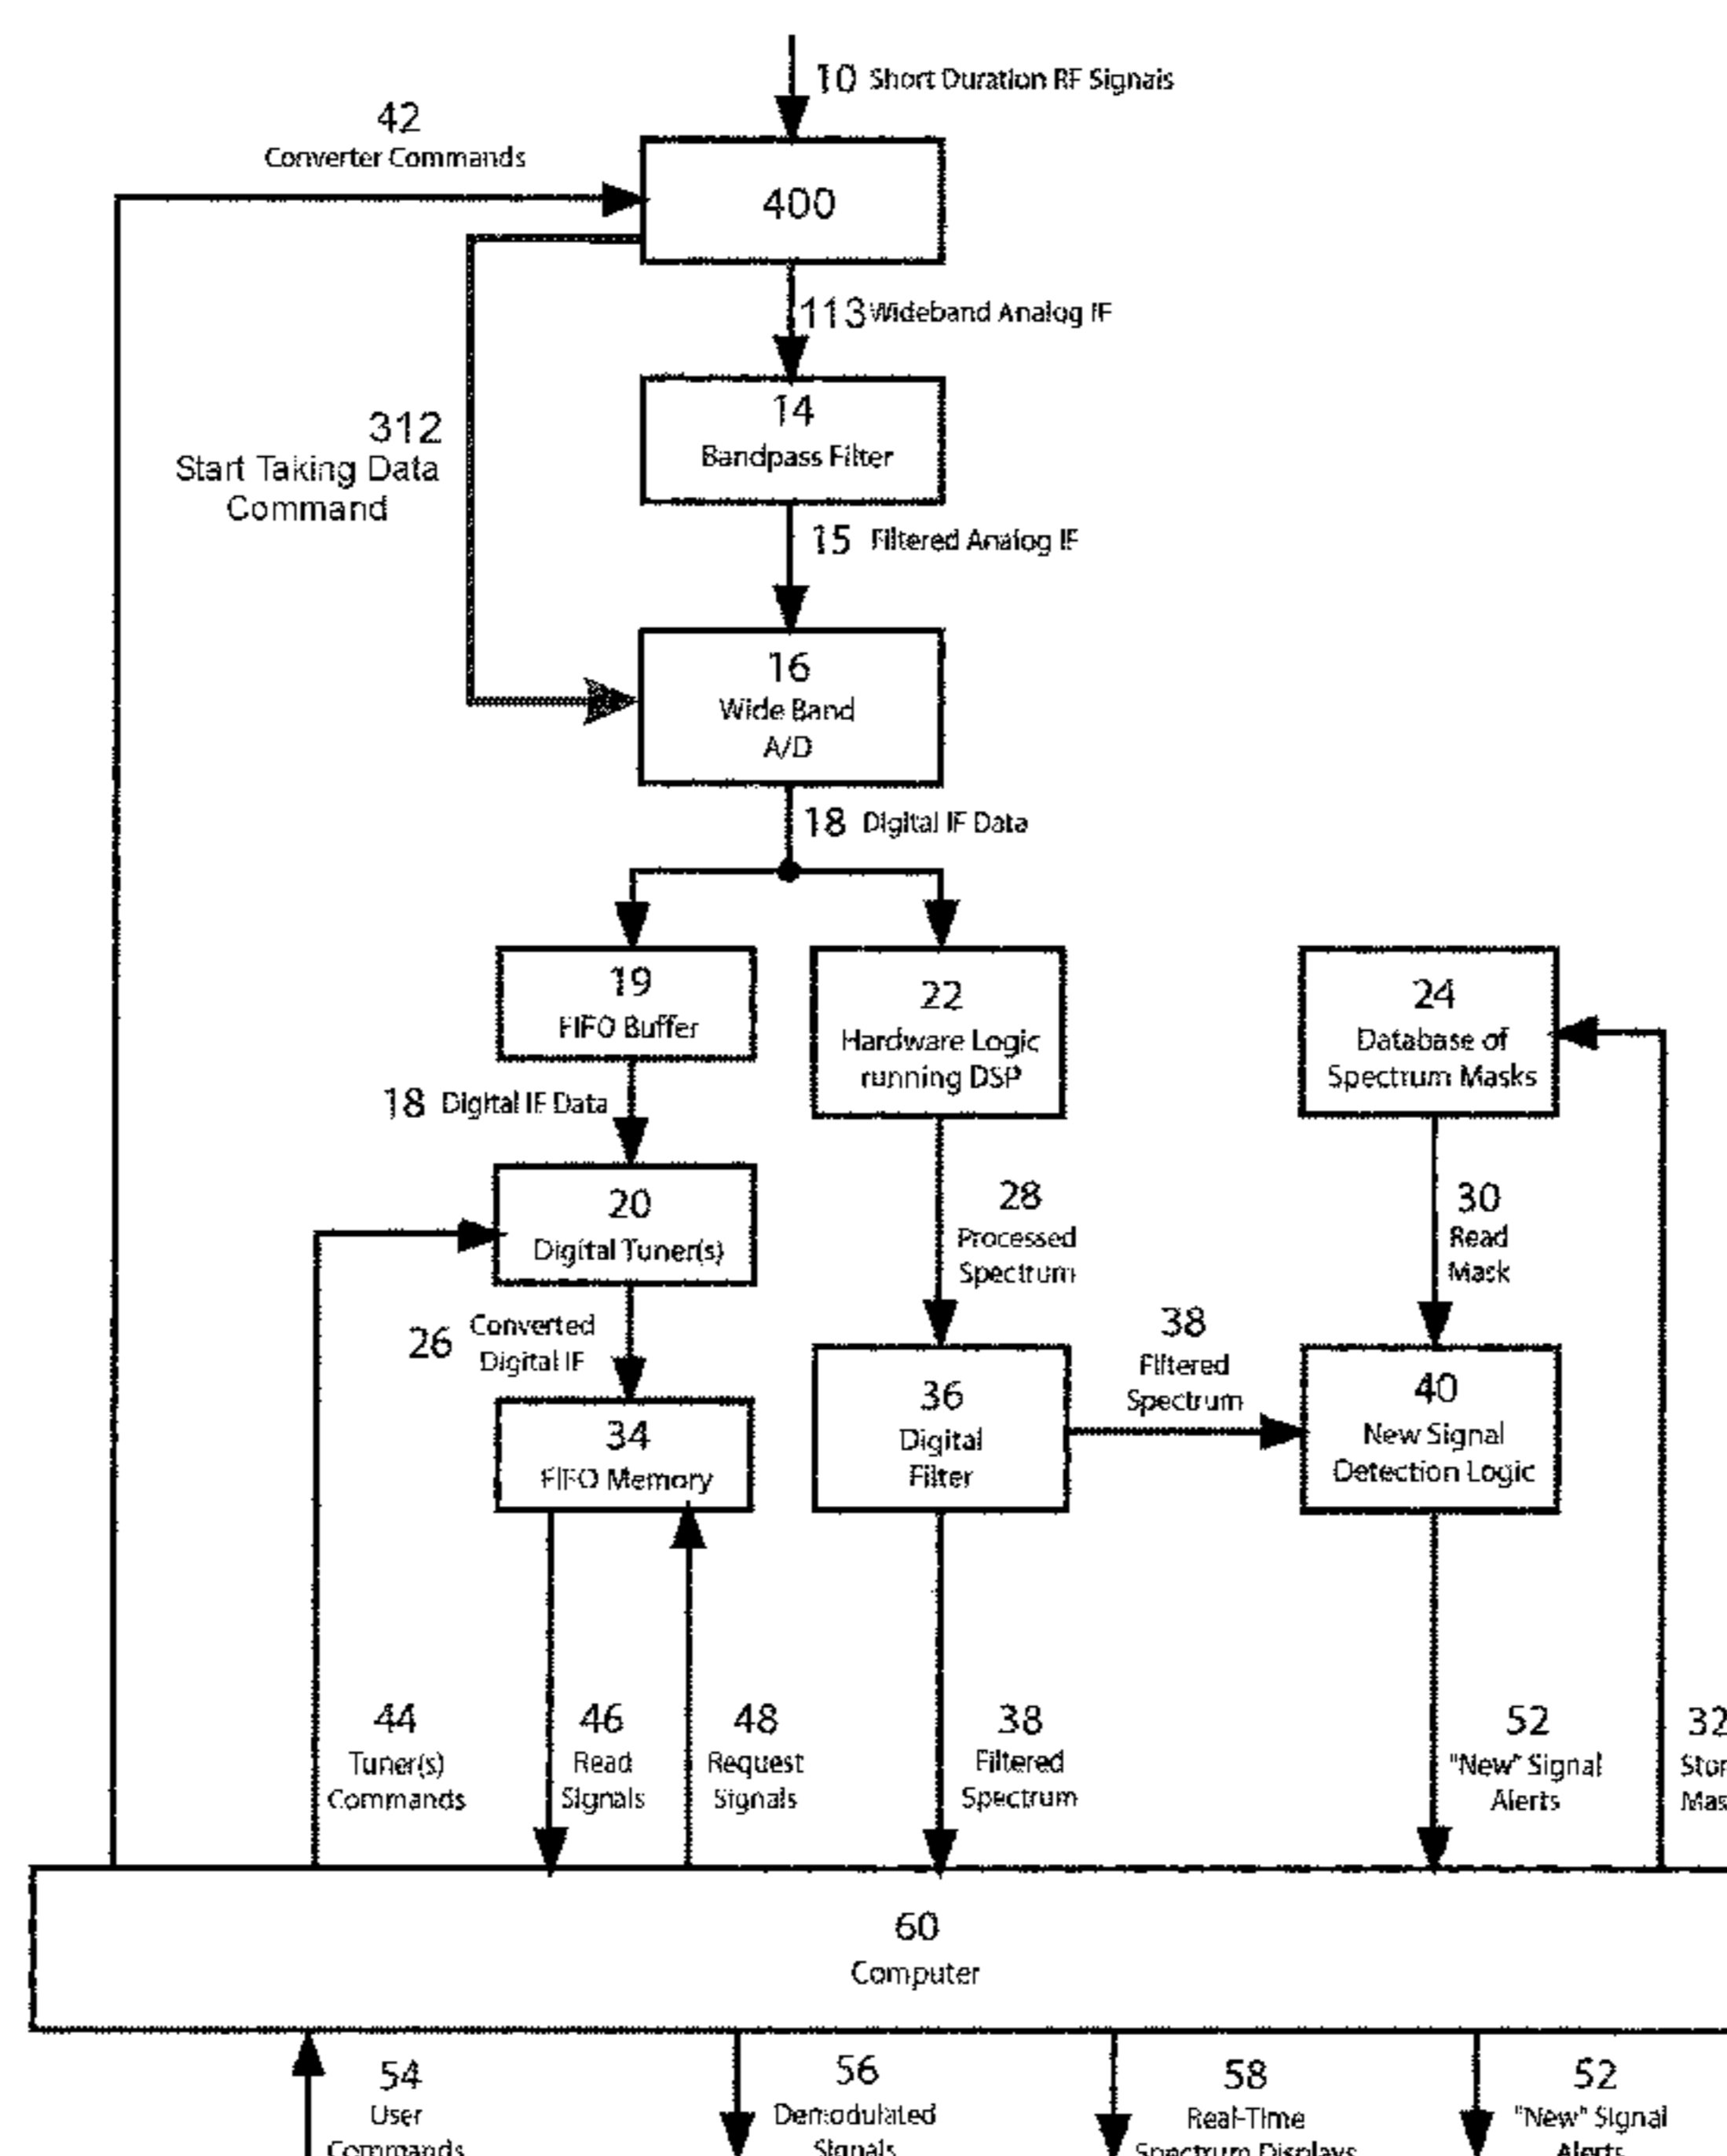 10 Short Duration RF Signals
42
Converter Commands
400
113 Wideband Analog IF
14
Bandpass Filter
312
Start Taking Data
Command
15 Filtered Analog IF
16
Wide Band
A/D
18 Digital IF Data
19
FIFO Buffer
22
Hardware Logic
running DSP
24
Database of
Spectrum Masks
18 Digital IF Data
20
Digital Tuner(s)
28
Processed
Spectrum
30
Read
Mask
26 Converted
Digital IF
38
Filtered
Spectrum
34
FIFO Memory
36
Digital
Filter
40
New Signal
Detection Logic
44
Tuner(s)
Commands
46
Read
Signals
48
Request
Signals
38
Filtered
Spectrum
52
"New" Signal
Alerts
32
60
Computer
54
User
Commands
56
Demodulated
Signals
58
Real-Time
Spectrum Displays
52
"New" Signal
Alerts